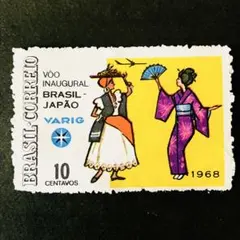 BRASIL·CORREIO
VÔO
INAUGURAL
BRASIL-
JAPÃO
VARIG
10
CENTAVOS
1968